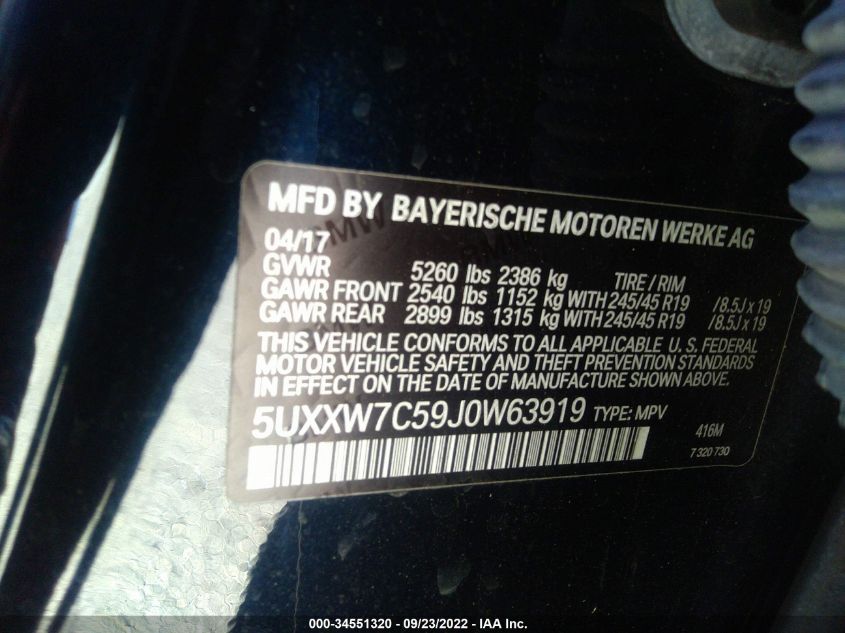 MFD BY BAYERISCHE MOTOREN WERKE AG
04/17
GVWR 5260 lbs 2386 kg TIRE / RIM
GAWR FRONT 2540 lbs 1152 kg WITH 245/45 R19 /8.5J x 19
GAWR REAR 2899 lbs 1315 kg WITH 245/45 R19 /8.5J x 19
THIS VEHICLE CONFORMS TO ALL APPLICABLE U. S. FEDERAL
MOTOR VEHICLE SAFETY AND THEFT PREVENTION STANDARDS
IN EFFECT ON THE DATE OF MANUFACTURE SHOWN ABOVE.
5UXXW7C59J0W63919 TYPE: MPV
416M
7 320 730
000-34551320 - 09/23/2022 - IAA Inc.